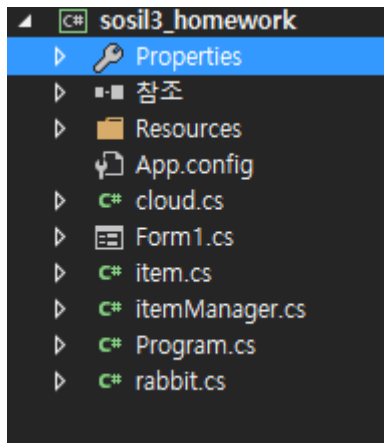 C# sosil3_homework
Properties
참조
Resources
App.config
C# cloud.cs
Form1.cs
C# item.cs
C# itemManager.cs
C# Program.cs
C# rabbit.cs